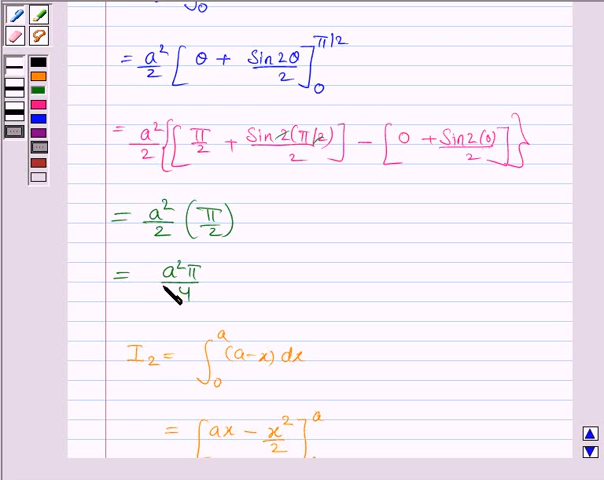 0
= a²/2 [ θ + Sin2θ/2 ]₀^π/2
= a²/2 { [ π/2 + Sin2(π/2)/2 ] − [ 0 + Sin2(0)/2 ] }
= a²/2 ( π/2 )
= a²π/4
I₂ = ∫₀^a (a−x) dx
= [ ax − x²/2 ]^a